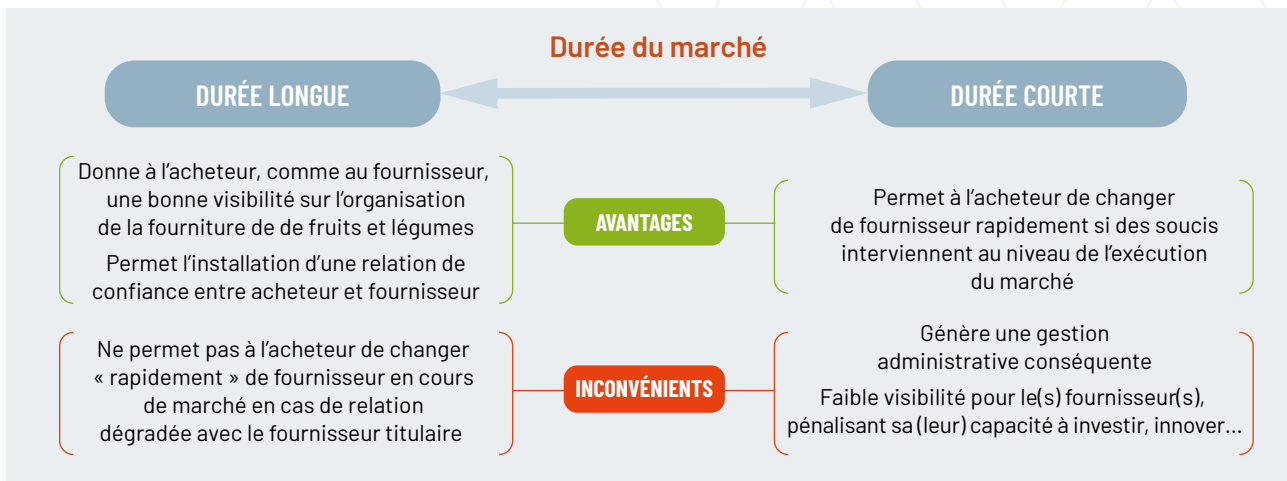 Durée du marché
DURÉE LONGUE
DURÉE COURTE
Donne à l'acheteur, comme au fournisseur,
une bonne visibilité sur l'organisation
de la fourniture de de fruits et légumes
Permet l'installation d'une relation de
confiance entre acheteur et fournisseur
AVANTAGES
Permet à l'acheteur de changer
de fournisseur rapidement si des soucis
interviennent au niveau de l'exécution
du marché
Ne permet pas à l'acheteur de changer
« rapidement » de fournisseur en cours
de marché en cas de relation
dégradée avec le fournisseur titulaire
INCONVÉNIENTS
Génère une gestion
administrative conséquente
Faible visibilité pour le(s) fournisseur(s),
pénalisant sa (leur) capacité à investir, innover…